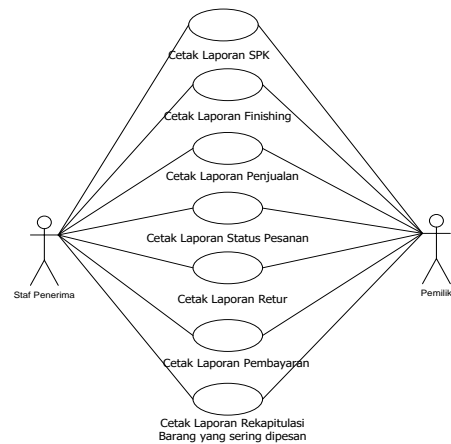 Cetak Laporan SPK
Cetak Laporan Finishing
Cetak Laporan Penjualan
Cetak Laporan Status Pesanan
Staf Penerima
Pemilik
Cetak Laporan Retur
Cetak Laporan Pembayaran
Cetak Laporan Rekapitulasi
Barang yang sering dipesan